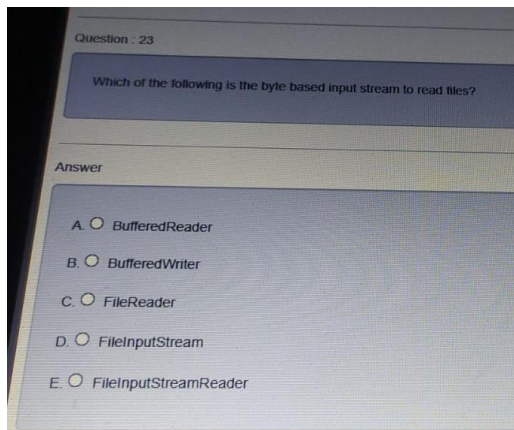 Question : 23
Which of the following is the byte based input stream to read files?
Answer
A. BufferedReader
B. BufferedWriter
C. FileReader
D. FileInputStream
E. FileInputStreamReader